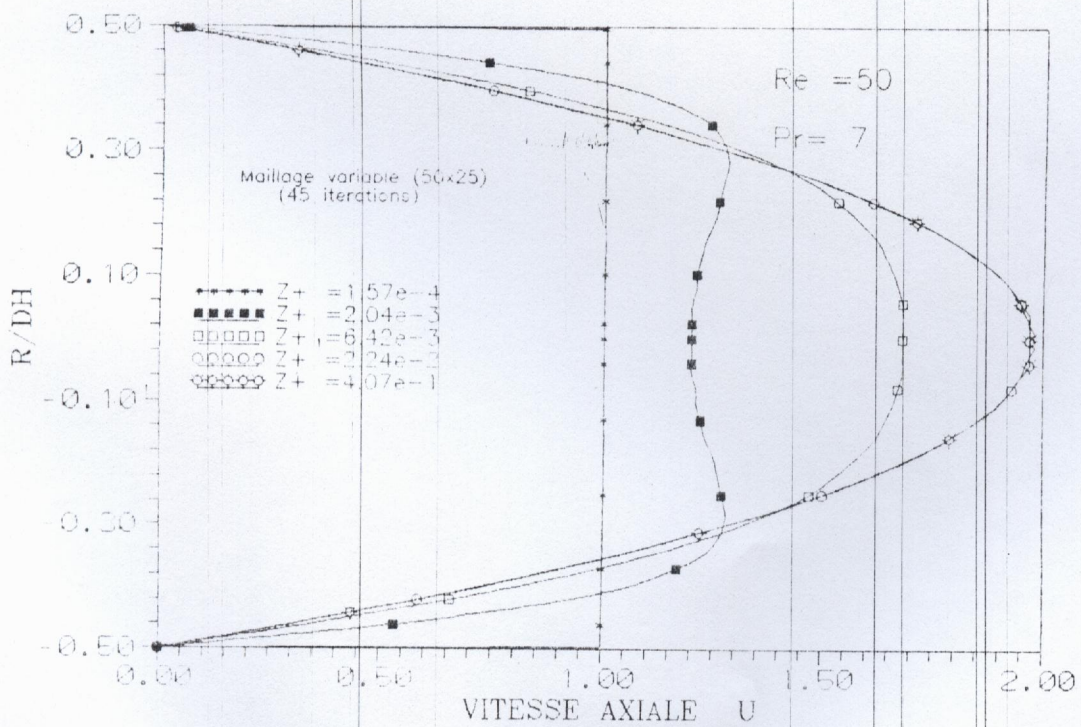 0.50
Re =50
Pr= 7
0.30
Maillage variable (50x25)
(45 iterations)
0.10
Z+ =1.57e-4
Z+ =2.04e-3
Z+ =6.42e-3
Z+ =2.24e-3
Z+ =4.07e-1
R/DH
-0.10
-0.30
-0.50
0.00 0.50 1.00 1.50 2.00
VITESSE AXIALE U